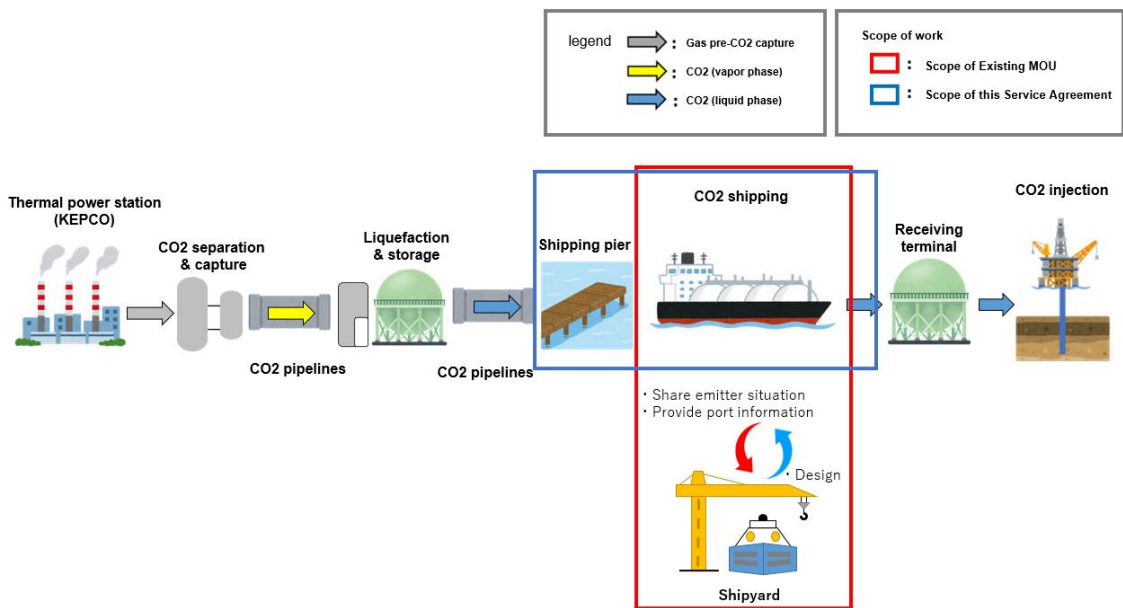 legend
: Gas pre-CO2 capture
: CO2 (vapor phase)
: CO2 (liquid phase)
Scope of work
: Scope of Existing MOU
: Scope of this Service Agreement
Thermal power station
(KEPCO)
CO2 separation
& capture
CO2 pipelines
Liquefaction
& storage
CO2 pipelines
Shipping pier
CO2 shipping
Receiving
terminal
CO2 injection
・Share emitter situation
・Provide port information
・Design
Shipyard